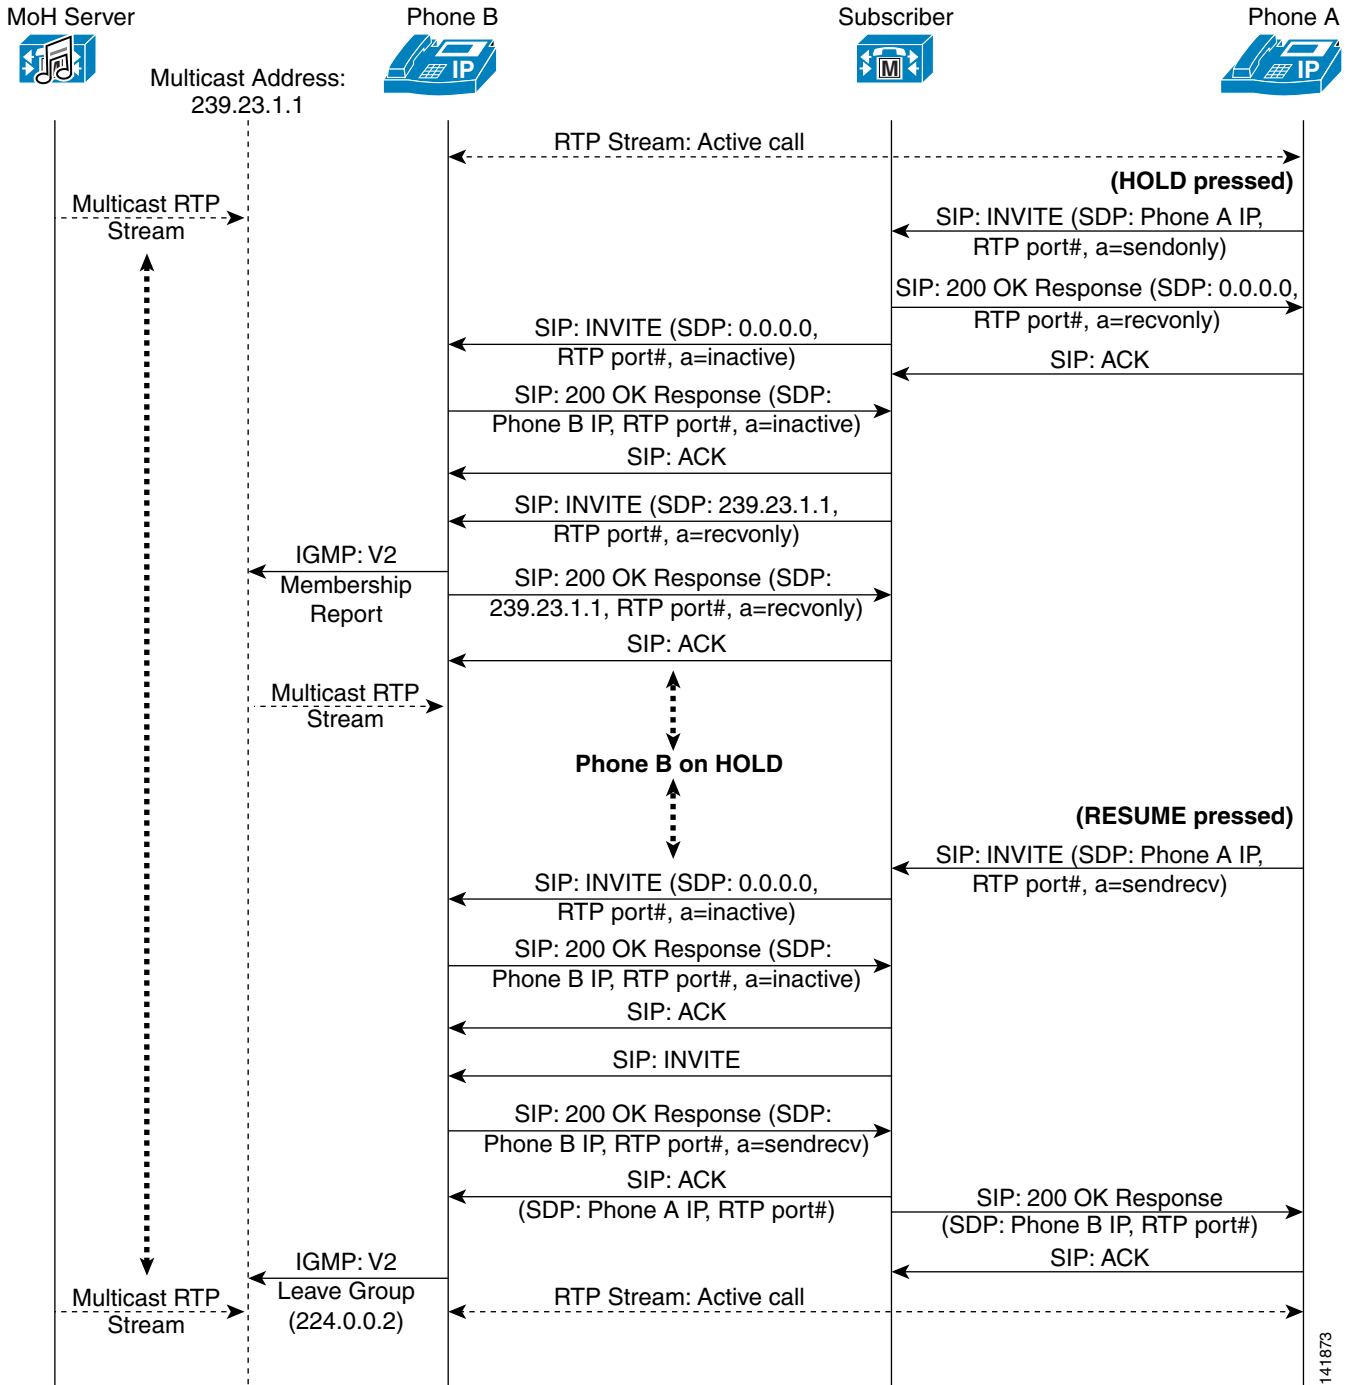 MoH Server
Phone B
Subscriber
Phone A
IP
M
IP
Multicast Address:
239.23.1.1
RTP Stream: Active call
(HOLD pressed)
Multicast RTP
Stream
SIP: INVITE (SDP: Phone A IP,
RTP port#, a=sendonly)
SIP: 200 OK Response (SDP: 0.0.0.0,
RTP port#, a=recvonly)
SIP: INVITE (SDP: 0.0.0.0,
RTP port#, a=inactive)
SIP: ACK
SIP: 200 OK Response (SDP:
Phone B IP, RTP port#, a=inactive)
SIP: ACK
SIP: INVITE (SDP: 239.23.1.1,
RTP port#, a=recvonly)
IGMP: V2
Membership
Report
SIP: 200 OK Response (SDP:
239.23.1.1, RTP port#, a=recvonly)
SIP: ACK
Multicast RTP
Stream
Phone B on HOLD
(RESUME pressed)
SIP: INVITE (SDP: Phone A IP,
RTP port#, a=sendrecv)
SIP: INVITE (SDP: 0.0.0.0,
RTP port#, a=inactive)
SIP: 200 OK Response (SDP:
Phone B IP, RTP port#, a=inactive)
SIP: ACK
SIP: INVITE
SIP: 200 OK Response (SDP:
Phone B IP, RTP port#, a=sendrecv)
SIP: ACK
(SDP: Phone A IP, RTP port#)
SIP: 200 OK Response
(SDP: Phone B IP, RTP port#)
SIP: ACK
IGMP: V2
Leave Group
(224.0.0.2)
Multicast RTP
Stream
RTP Stream: Active call
141873